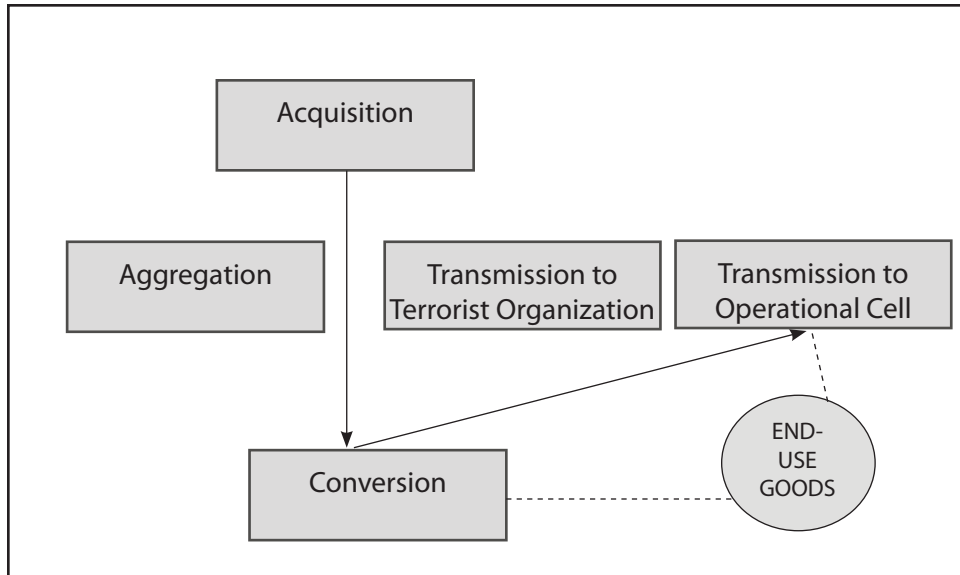 Acquisition
Aggregation
Transmission to
Terrorist Organization
Transmission to
Operational Cell
END-
USE
GOODS
Conversion